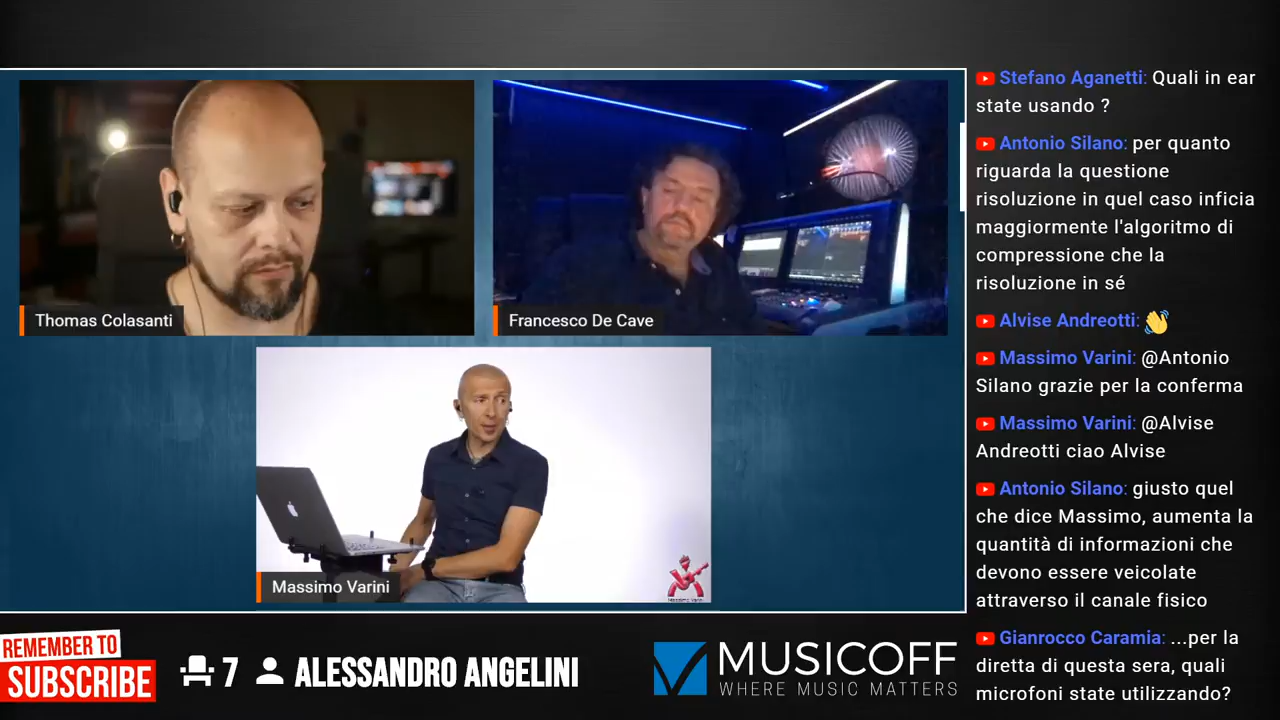 Thomas Colasanti
Francesco De Cave
Massimo Varini
Stefano Aganetti: Quali in ear
state usando ?
Antonio Silano: per quanto
riguarda la questione
risoluzione in quel caso inficia
maggiormente l'algoritmo di
compressione che la
risoluzione in sé
Alvise Andreotti: 👋
Massimo Varini: @Antonio
Silano grazie per la conferma
Massimo Varini: @Alvise
Andreotti ciao Alvise
Antonio Silano: giusto quel
che dice Massimo, aumenta la
quantità di informazioni che
devono essere veicolate
attraverso il canale fisico
Gianrocco Caramia: ...per la
diretta di questa sera, quali
microfoni state utilizzando?
REMEMBER TO
SUBSCRIBE
7 ALESSANDRO ANGELINI
MUSICOFF
WHERE MUSIC MATTERS